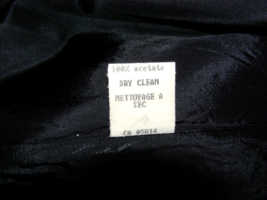 100% acetate
DRY CLEAN
NETTOYAGE A
SEC
CA 05814